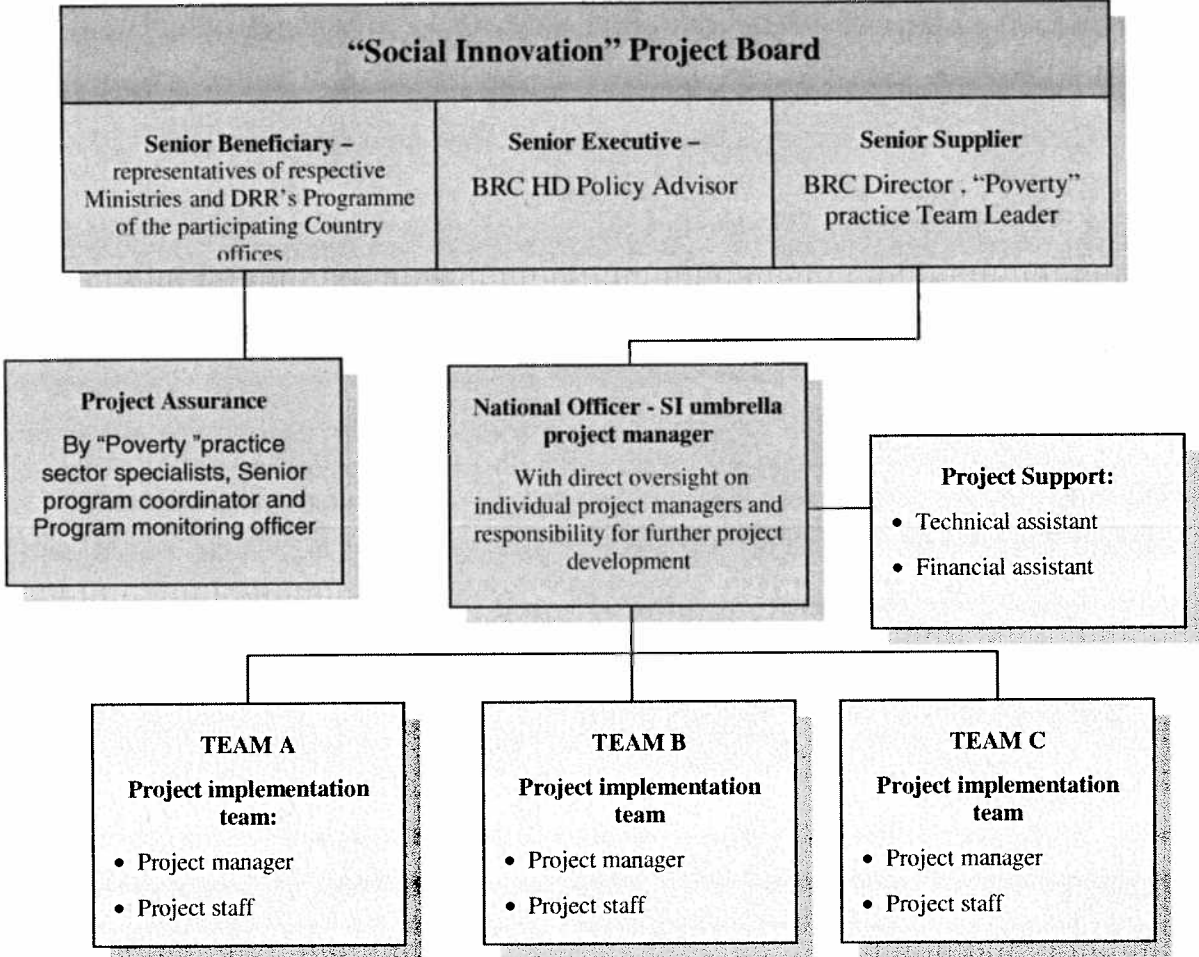 “Social Innovation” Project Board
Senior Beneficiary –
representatives of respective
Ministries and DRR’s Programme
of the participating Country
offices
Senior Executive –
BRC HD Policy Advisor
Senior Supplier
BRC Director . “Poverty”
practice Team Leader
Project Assurance
By “Poverty ”practice
sector specialists, Senior
program coordinator and
Program monitoring officer
National Officer - SI umbrella
project manager
With direct oversight on
individual project managers and
responsibility for further project
development
Project Support:
• Technical assistant
• Financial assistant
TEAM A
Project implementation
team:
• Project manager
• Project staff
TEAM B
Project implementation
team
• Project manager
• Project staff
TEAM C
Project implementation
team
• Project manager
• Project staff